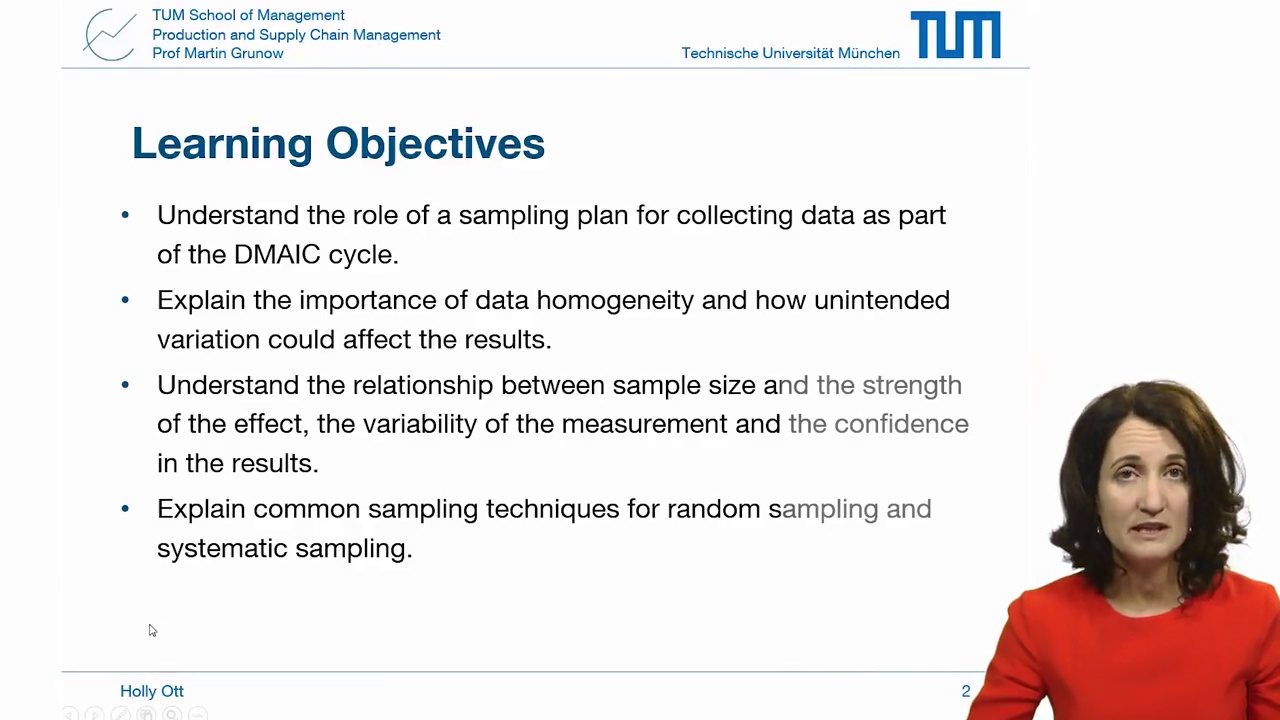 TUM School of Management
Production and Supply Chain Management
Prof Martin Grunow
Technische Universität München
TUM
Learning Objectives
• Understand the role of a sampling plan for collecting data as part
of the DMAIC cycle.
• Explain the importance of data homogeneity and how unintended
variation could affect the results.
• Understand the relationship between sample size and the strength
of the effect, the variability of the measurement and the confidence
in the results.
• Explain common sampling techniques for random sampling and
systematic sampling.
Holly Ott
2